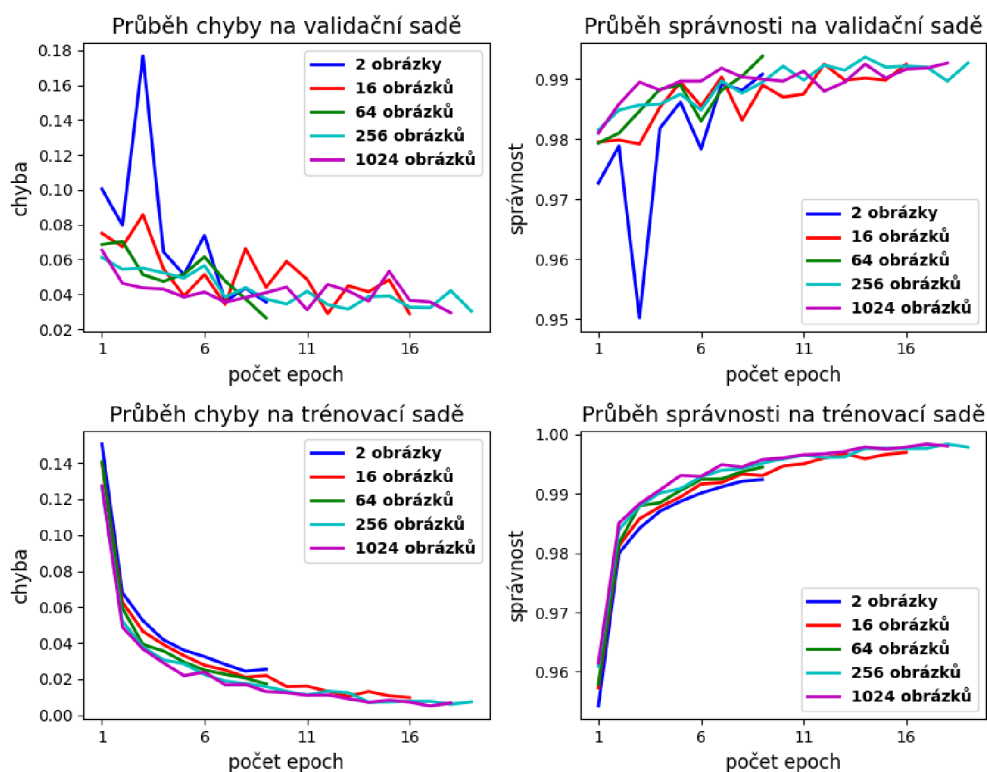 Průběh chyby na validační sadě
0.18
0.16
0.14
0.12
0.10
0.08
0.06
0.04
0.02
chyba
2 obrázky
16 obrázků
64 obrázků
256 obrázků
1024 obrázků
1
6
11
16
počet epoch
Průběh správnosti na validační sadě
0.99
0.98
0.97
0.96
0.95
správnost
2 obrázky
16 obrázků
64 obrázků
256 obrázků
1024 obrázků
1
6
11
16
počet epoch
Průběh chyby na trénovací sadě
0.14
0.12
0.10
0.08
0.06
0.04
0.02
0.00
chyba
2 obrázky
16 obrázků
64 obrázků
256 obrázků
1024 obrázků
1
6
11
16
počet epoch
Průběh správnosti na trénovací sadě
1.00
0.99
0.98
0.97
0.96
správnost
2 obrázky
16 obrázků
64 obrázků
256 obrázků
1024 obrázků
1
6
11
16
počet epoch